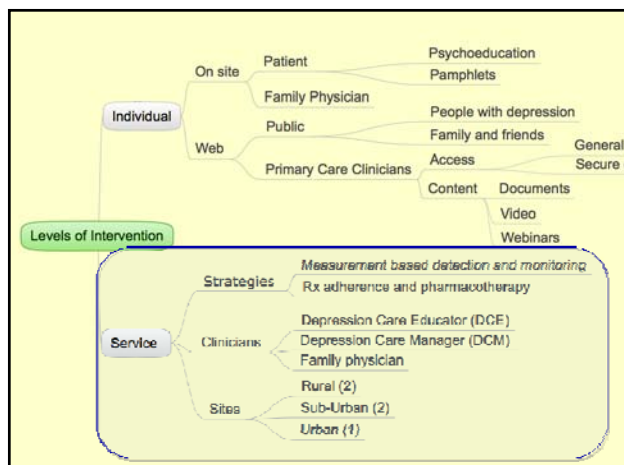 Psychoeducation
Patient
Pamphlets
On site
Family Physician
Individual
People with depression
Public
Family and friends
Web
General
Access
Secure
Primary Care Clinicians
Content
Documents
Video
Webinars
Levels of Intervention
Measurement based detection and monitoring
Strategies
Rx adherence and pharmacotherapy
Depression Care Educator (DCE)
Service
Clinicians
Depression Care Manager (DCM)
Family physician
Rural (2)
Sites
Sub-Urban (2)
Urban (1)